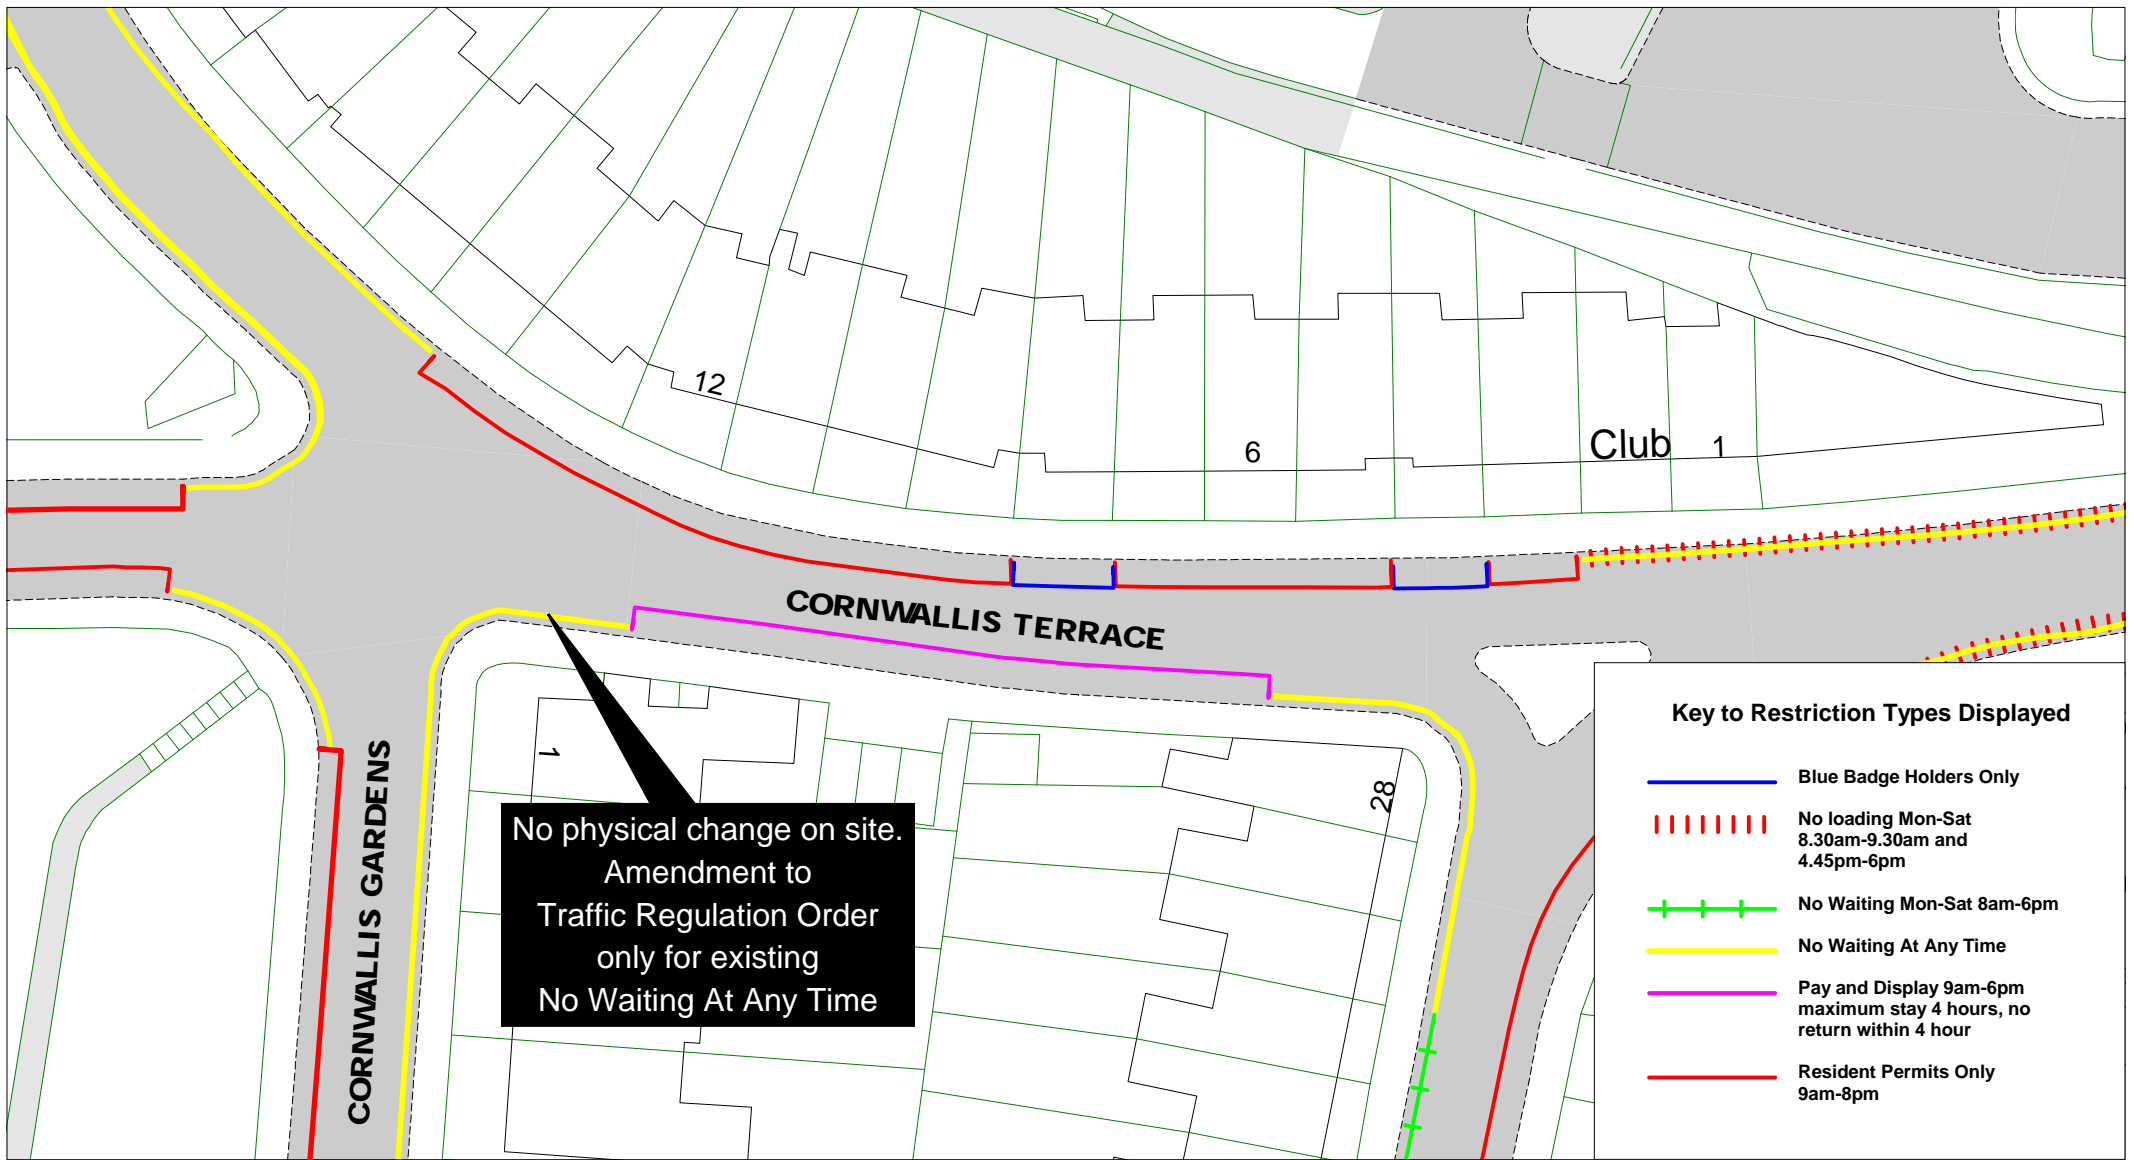 12
6
Club 1
CORNWALLIS TERRACE
1
28
CORNWALLIS GARDENS
No physical change on site.
Amendment to
Traffic Regulation Order
only for existing
No Waiting At Any Time
Key to Restriction Types Displayed
Blue Badge Holders Only
No loading Mon-Sat
8.30am-9.30am and
4.45pm-6pm
No Waiting Mon-Sat 8am-6pm
No Waiting At Any Time
Pay and Display 9am-6pm
maximum stay 4 hours, no
return within 4 hour
Resident Permits Only
9am-8pm